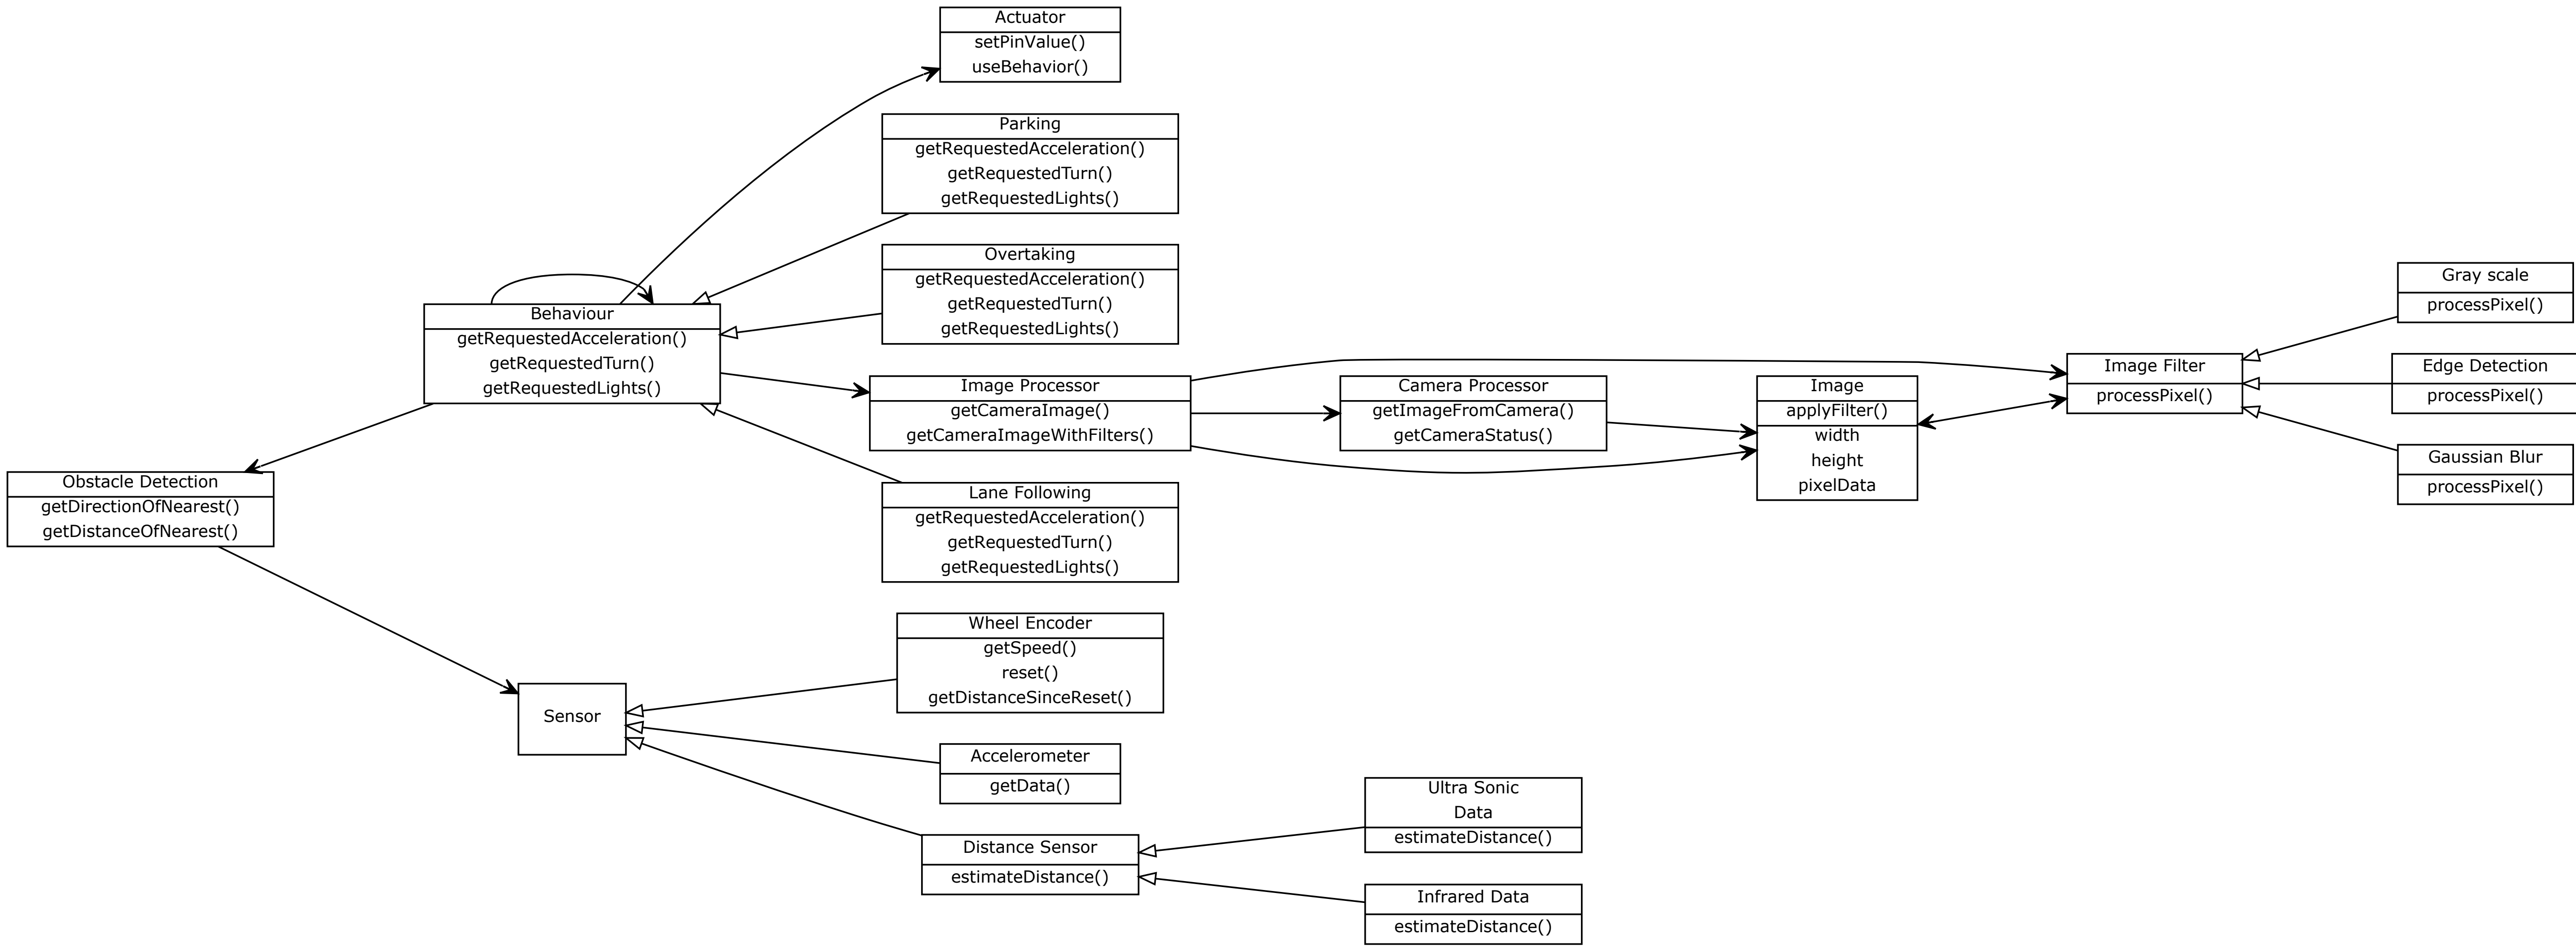 Actuator
setPinValue()
useBehavior()
Parking
getRequestedAcceleration()
getRequestedTurn()
getRequestedLights()
Overtaking
getRequestedAcceleration()
getRequestedTurn()
getRequestedLights()
Behaviour
getRequestedAcceleration()
getRequestedTurn()
getRequestedLights()
Image Processor
getCameraImage()
getCameraImageWithFilters()
Camera Processor
getImageFromCamera()
getCameraStatus()
Image
applyFilter()
width
height
pixelData
Image Filter
processPixel()
Gray scale
processPixel()
Edge Detection
processPixel()
Gaussian Blur
processPixel()
Obstacle Detection
getDirectionOfNearest()
getDistanceOfNearest()
Lane Following
getRequestedAcceleration()
getRequestedTurn()
getRequestedLights()
Wheel Encoder
getSpeed()
reset()
getDistanceSinceReset()
Sensor
Accelerometer
getData()
Distance Sensor
estimateDistance()
Ultra Sonic
Data
estimateDistance()
Infrared Data
estimateDistance()